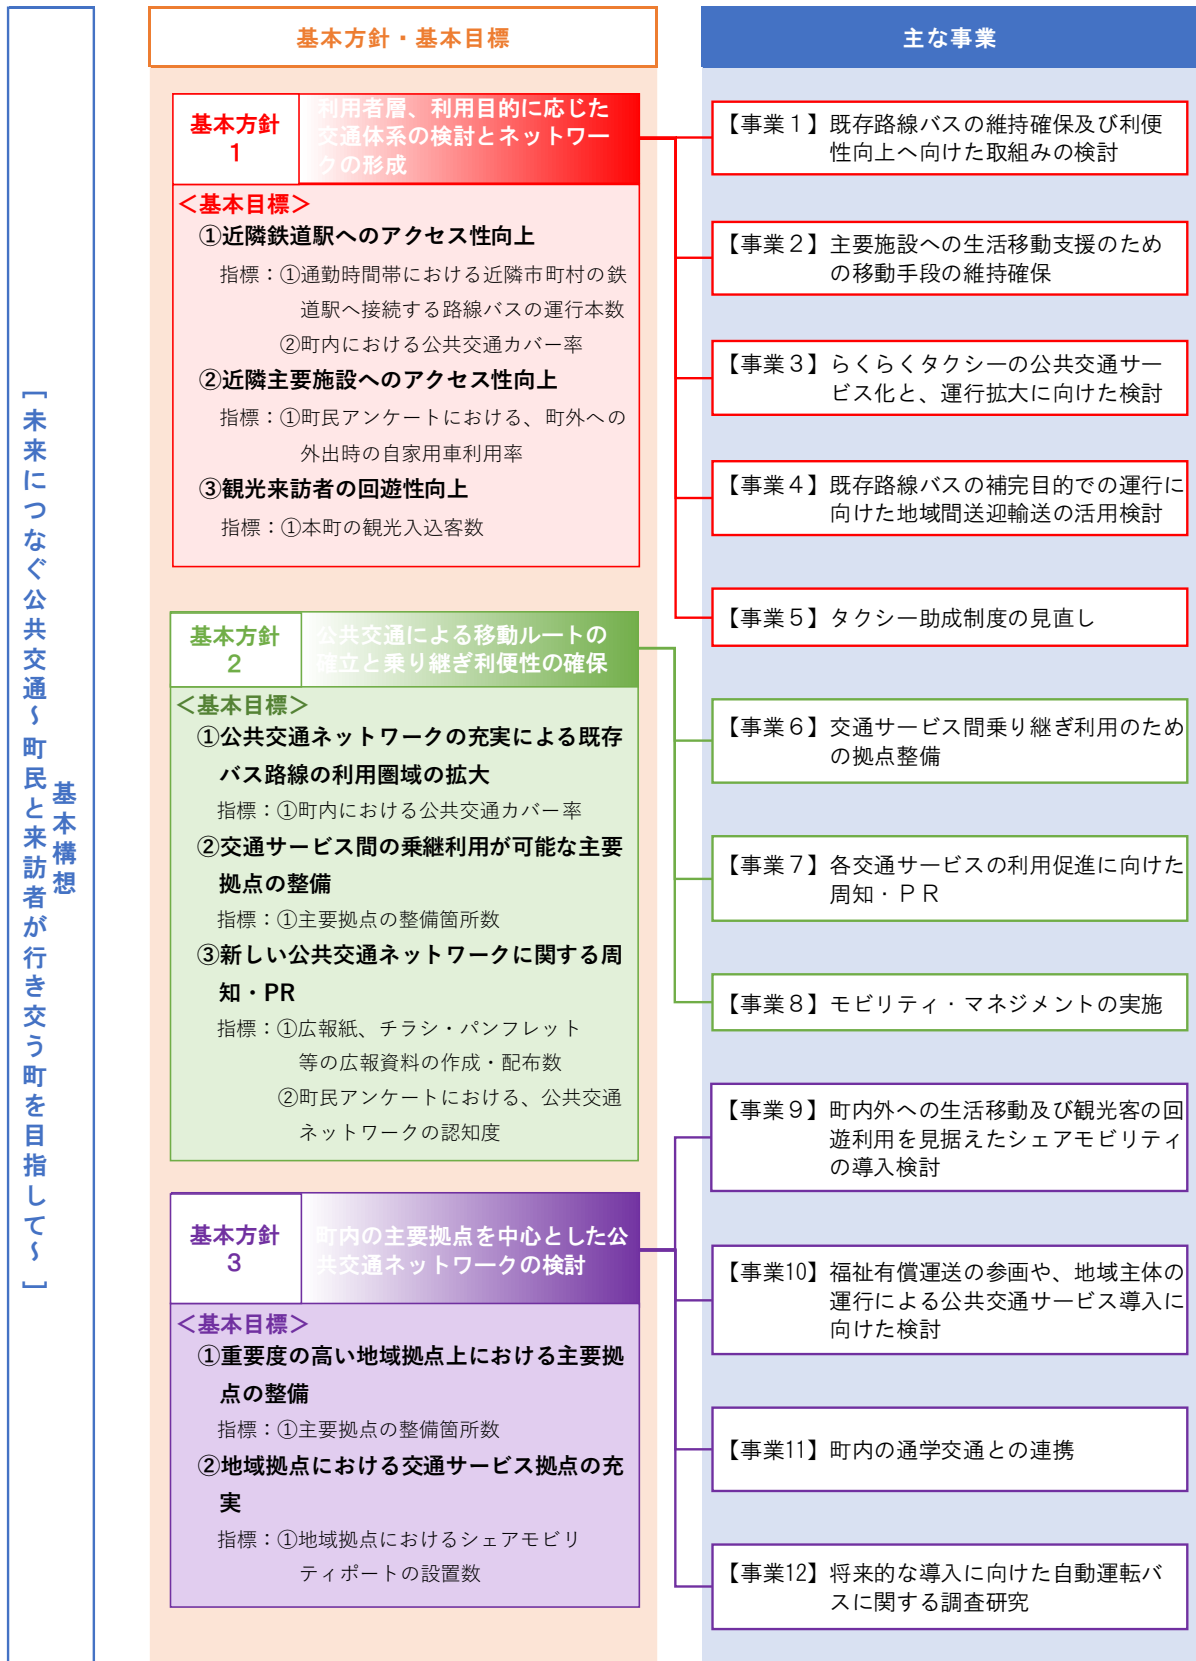 基本構想
[未来につなぐ公共交通～町民と来訪者が行き交う町を目指して～]
基本方針・基本目標
基本方針
1
利用者層、利用目的に応じた
交通体系の検討とネットワー
クの形成
＜基本目標＞
①近隣鉄道駅へのアクセス性向上
指標：①通勤時間帯における近隣市町村の鉄
道駅へ接続する路線バスの運行本数
②町内における公共交通カバー率
②近隣主要施設へのアクセス性向上
指標：①町民アンケートにおける、町外への
外出時の自家用車利用率
③観光来訪者の回遊性向上
指標：①本町の観光入込客数
基本方針
2
公共交通による移動ルートの
確立と乗り継ぎ利便性の確保
＜基本目標＞
①公共交通ネットワークの充実による既存
バス路線の利用圏域の拡大
指標：①町内における公共交通カバー率
②交通サービス間の乗継利用が可能な主要
拠点の整備
指標：①主要拠点の整備箇所数
③新しい公共交通ネットワークに関する周
知・PR
指標：①広報紙、チラシ・パンフレット
等の広報資料の作成・配布数
②町民アンケートにおける、公共交通
ネットワークの認知度
基本方針
3
町内の主要拠点を中心とした公
共交通ネットワークの検討
＜基本目標＞
①重要度の高い地域拠点上における主要拠
点の整備
指標：①主要拠点の整備箇所数
②地域拠点における交通サービス拠点の充
実
指標：①地域拠点におけるシェアモビリ
ティポートの設置数
主な事業
【事業１】既存路線バスの維持確保及び利便
性向上へ向けた取組みの検討
【事業２】主要施設への生活移動支援のため
の移動手段の維持確保
【事業３】らくらくタクシーの公共交通サー
ビス化と、運行拡大に向けた検討
【事業４】既存路線バスの補完目的での運行に
向けた地域間送迎輸送の活用検討
【事業５】タクシー助成制度の見直し
【事業６】交通サービス間乗り継ぎ利用のため
の拠点整備
【事業７】各交通サービスの利用促進に向けた
周知・ＰＲ
【事業８】モビリティ・マネジメントの実施
【事業９】町内外への生活移動及び観光客の回
遊利用を見据えたシェアモビリティ
の導入検討
【事業10】福祉有償運送の参画や、地域主体の
運行による公共交通サービス導入に
向けた検討
【事業11】町内の通学交通との連携
【事業12】将来的な導入に向けた自動運転バ
スに関する調査研究